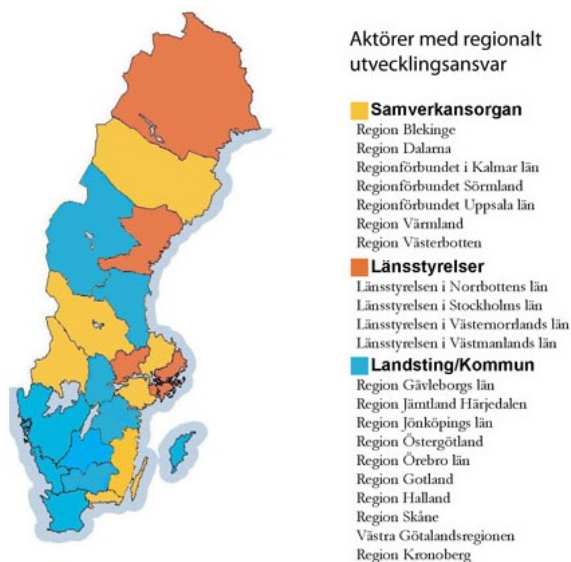 Aktörer med regionalt
utvecklingsansvar
Samverkansorgan
Region Blekinge
Region Dalarna
Regionförbundet i Kalmar län
Regionförbundet Sörmland
Regionförbundet Uppsala län
Region Värmland
Region Västerbotten
Länsstyrelser
Länsstyrelsen i Norrbottens län
Länsstyrelsen i Stockholms län
Länsstyrelsen i Västernorrlands län
Länsstyrelsen i Västmanlands län
Landsting/Kommun
Region Gävleborgs län
Region Jämtland Härjedalen
Region Jönköpings län
Region Östergötland
Region Örebro län
Region Gotland
Region Halland
Region Skåne
Västra Götalandsregionen
Region Kronoberg